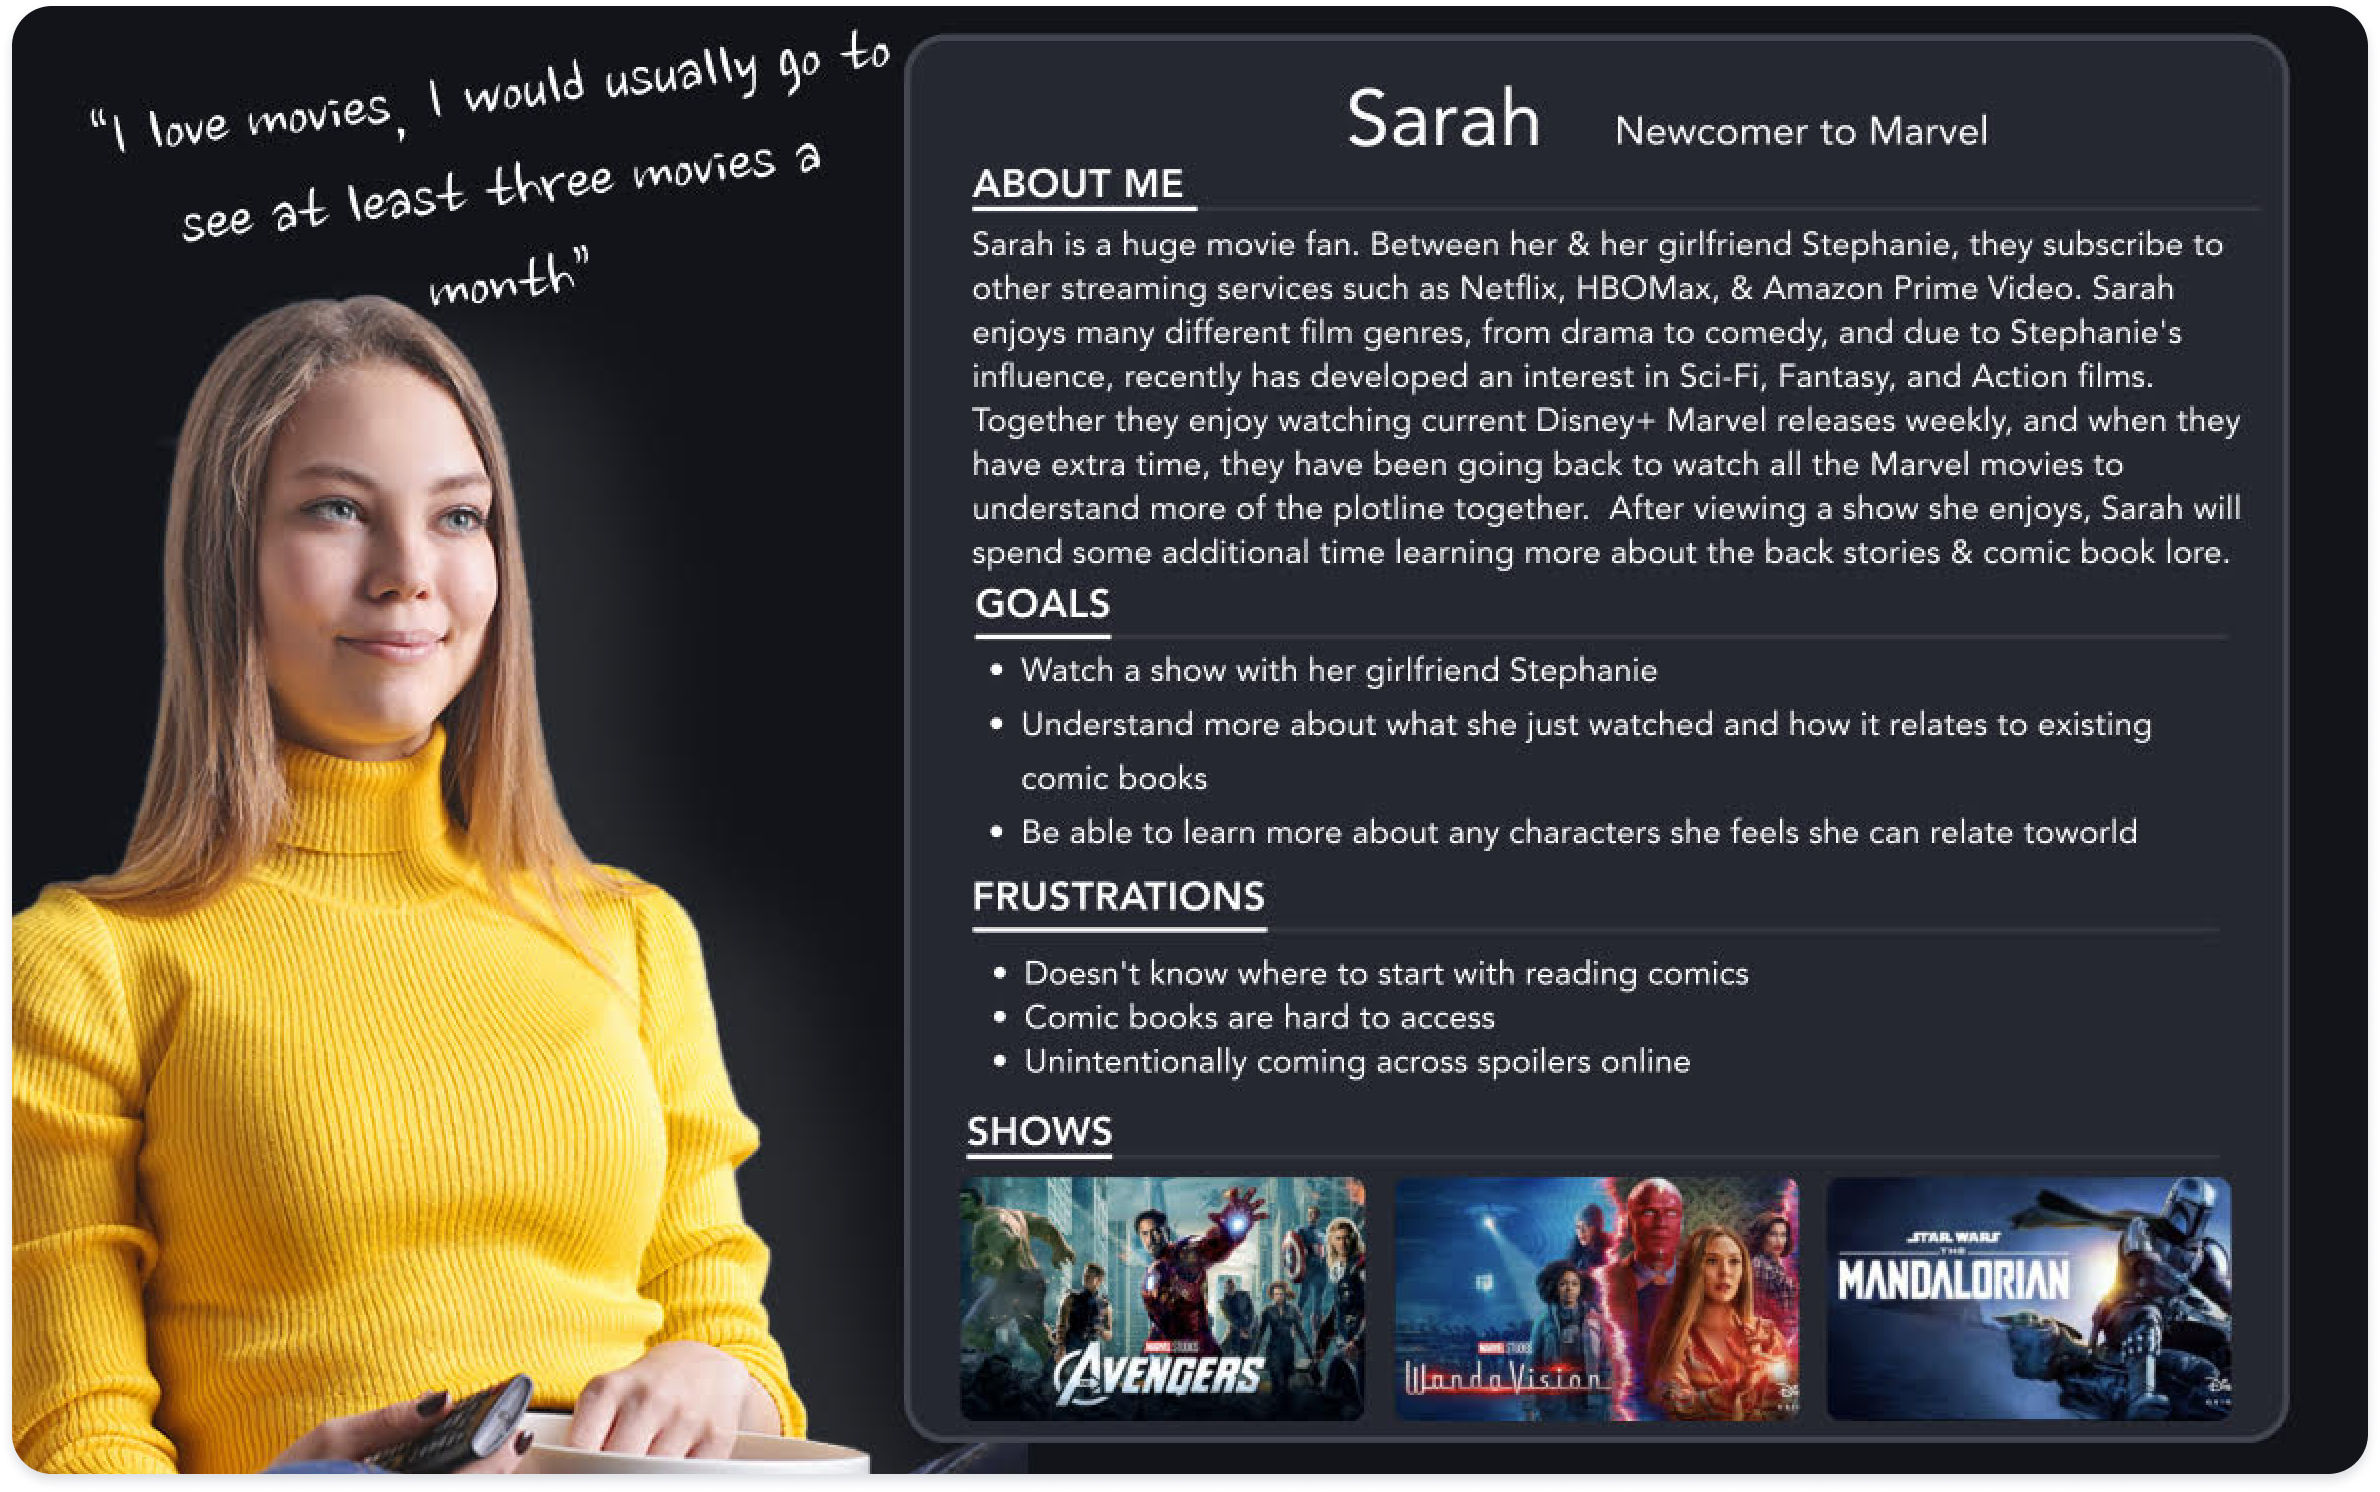 “I love movies, I would usually go to
see at least three movies a
month”
Sarah
Newcomer to Marvel
ABOUT ME
Sarah is a huge movie fan. Between her & her girlfriend Stephanie, they subscribe to
other streaming services such as Netflix, HBOMax, & Amazon Prime Video. Sarah
enjoys many different film genres, from drama to comedy, and due to Stephanie's
influence, recently has developed an interest in Sci-Fi, Fantasy, and Action films.
Together they enjoy watching current Disney+ Marvel releases weekly, and when they
have extra time, they have been going back to watch all the Marvel movies to
understand more of the plotline together.  After viewing a show she enjoys, Sarah will
spend some additional time learning more about the back stories & comic book lore.
GOALS
• Watch a show with her girlfriend Stephanie
• Understand more about what she just watched and how it relates to existing
comic books
• Be able to learn more about any characters she feels she can relate toworld
FRUSTRATIONS
• Doesn't know where to start with reading comics
• Comic books are hard to access
• Unintentionally coming across spoilers online
SHOWS
MARVEL STUDIOS
AVENGERS
MARVEL STUDIOS
WandaVision
STAR WARS
THE
MANDALORIAN